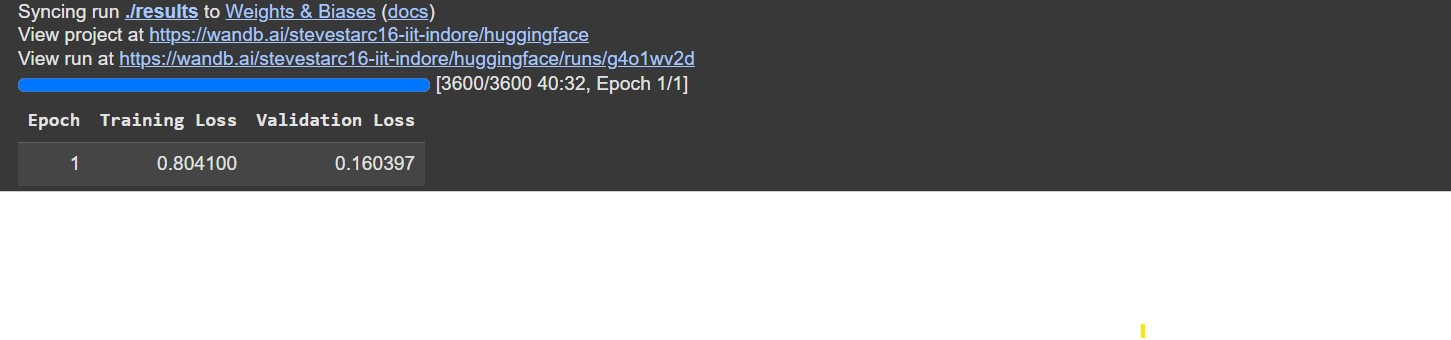 Syncing run ./results to Weights & Biases (docs)
View project at https://wandb.ai/stevestarc16-iit-indore/huggingface
View run at https://wandb.ai/stevestarc16-iit-indore/huggingface/runs/g4o1wv2d
[3600/3600 40:32, Epoch 1/1]
Epoch Training Loss Validation Loss
1 0.804100 0.160397